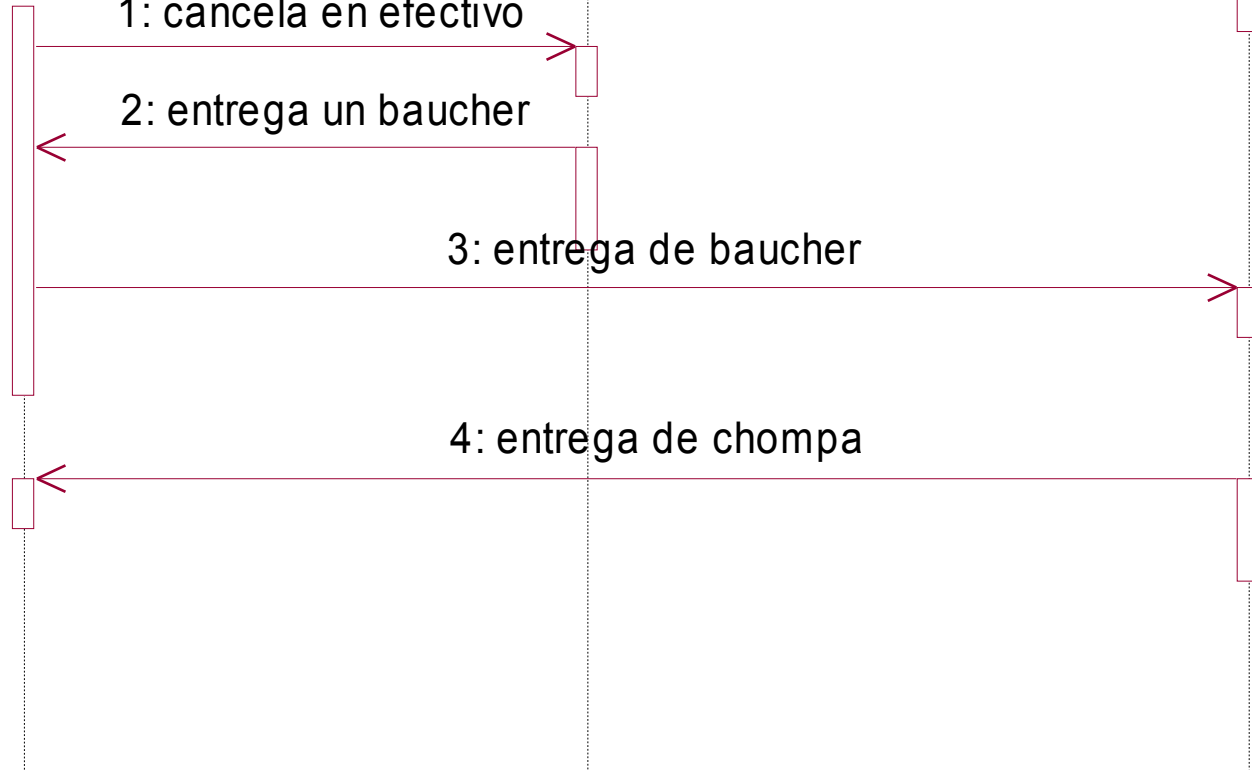 1: cancela en efectivo
2: entrega un baucher
3: entrega de baucher
4: entrega de chompa